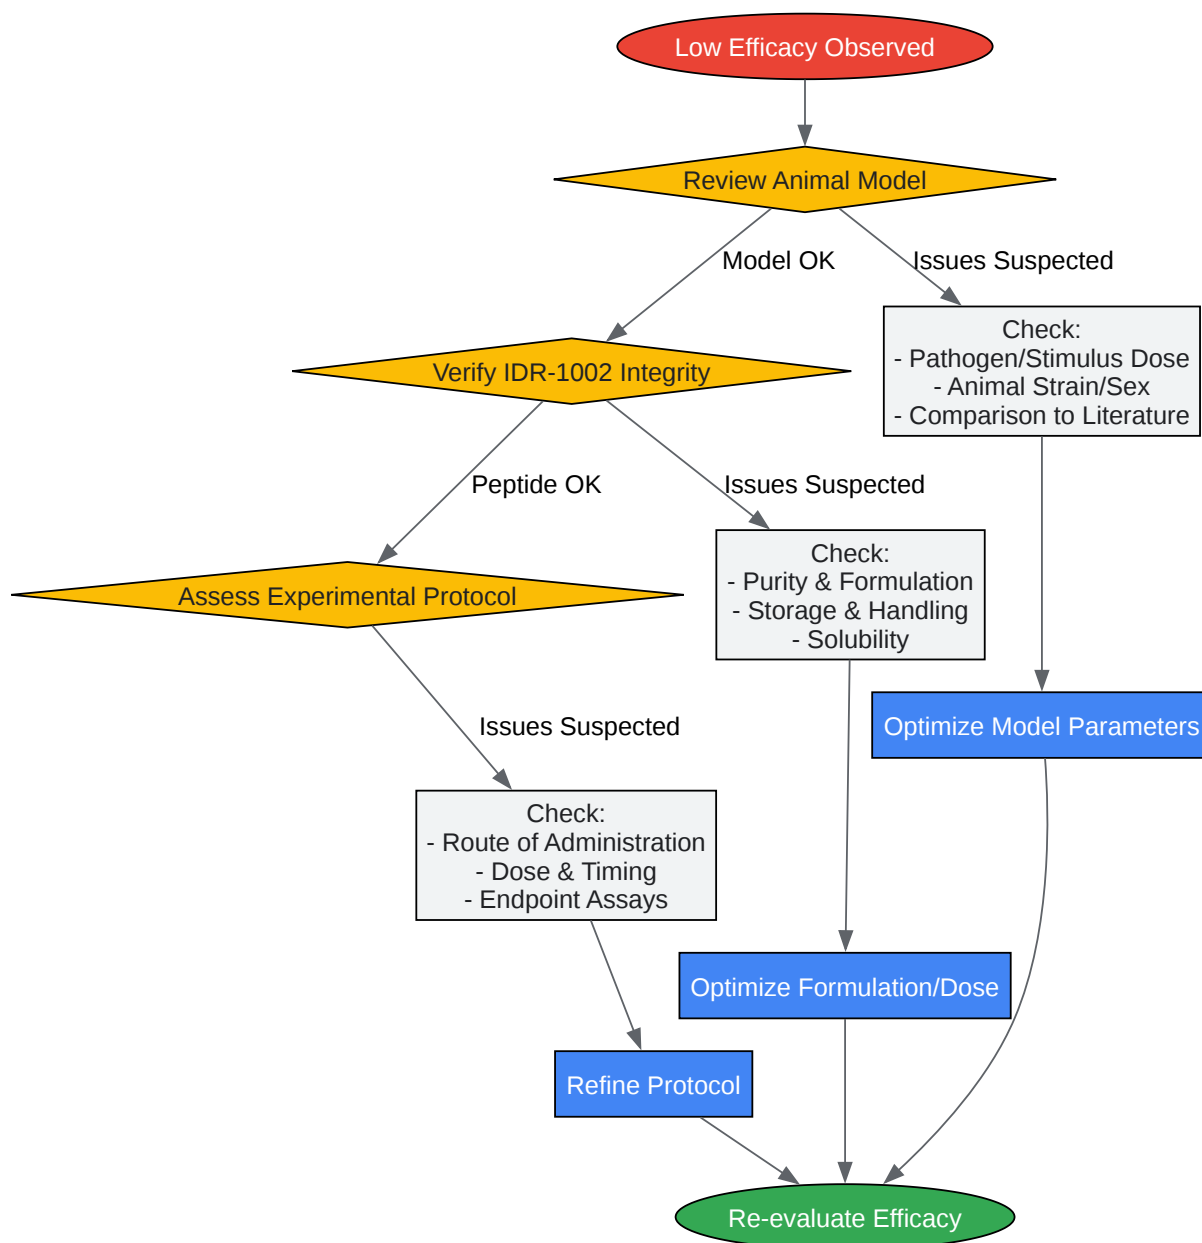 Low Efficacy Observed
Review Animal Model
Model OK
Issues Suspected
Check:
- Pathogen/Stimulus Dose
- Animal Strain/Sex
- Comparison to Literature
Verify IDR-1002 Integrity
Peptide OK
Issues Suspected
Check:
- Purity & Formulation
- Storage & Handling
- Solubility
Assess Experimental Protocol
Optimize Model Parameters
Issues Suspected
Check:
- Route of Administration
- Dose & Timing
- Endpoint Assays
Optimize Formulation/Dose
Refine Protocol
Re-evaluate Efficacy